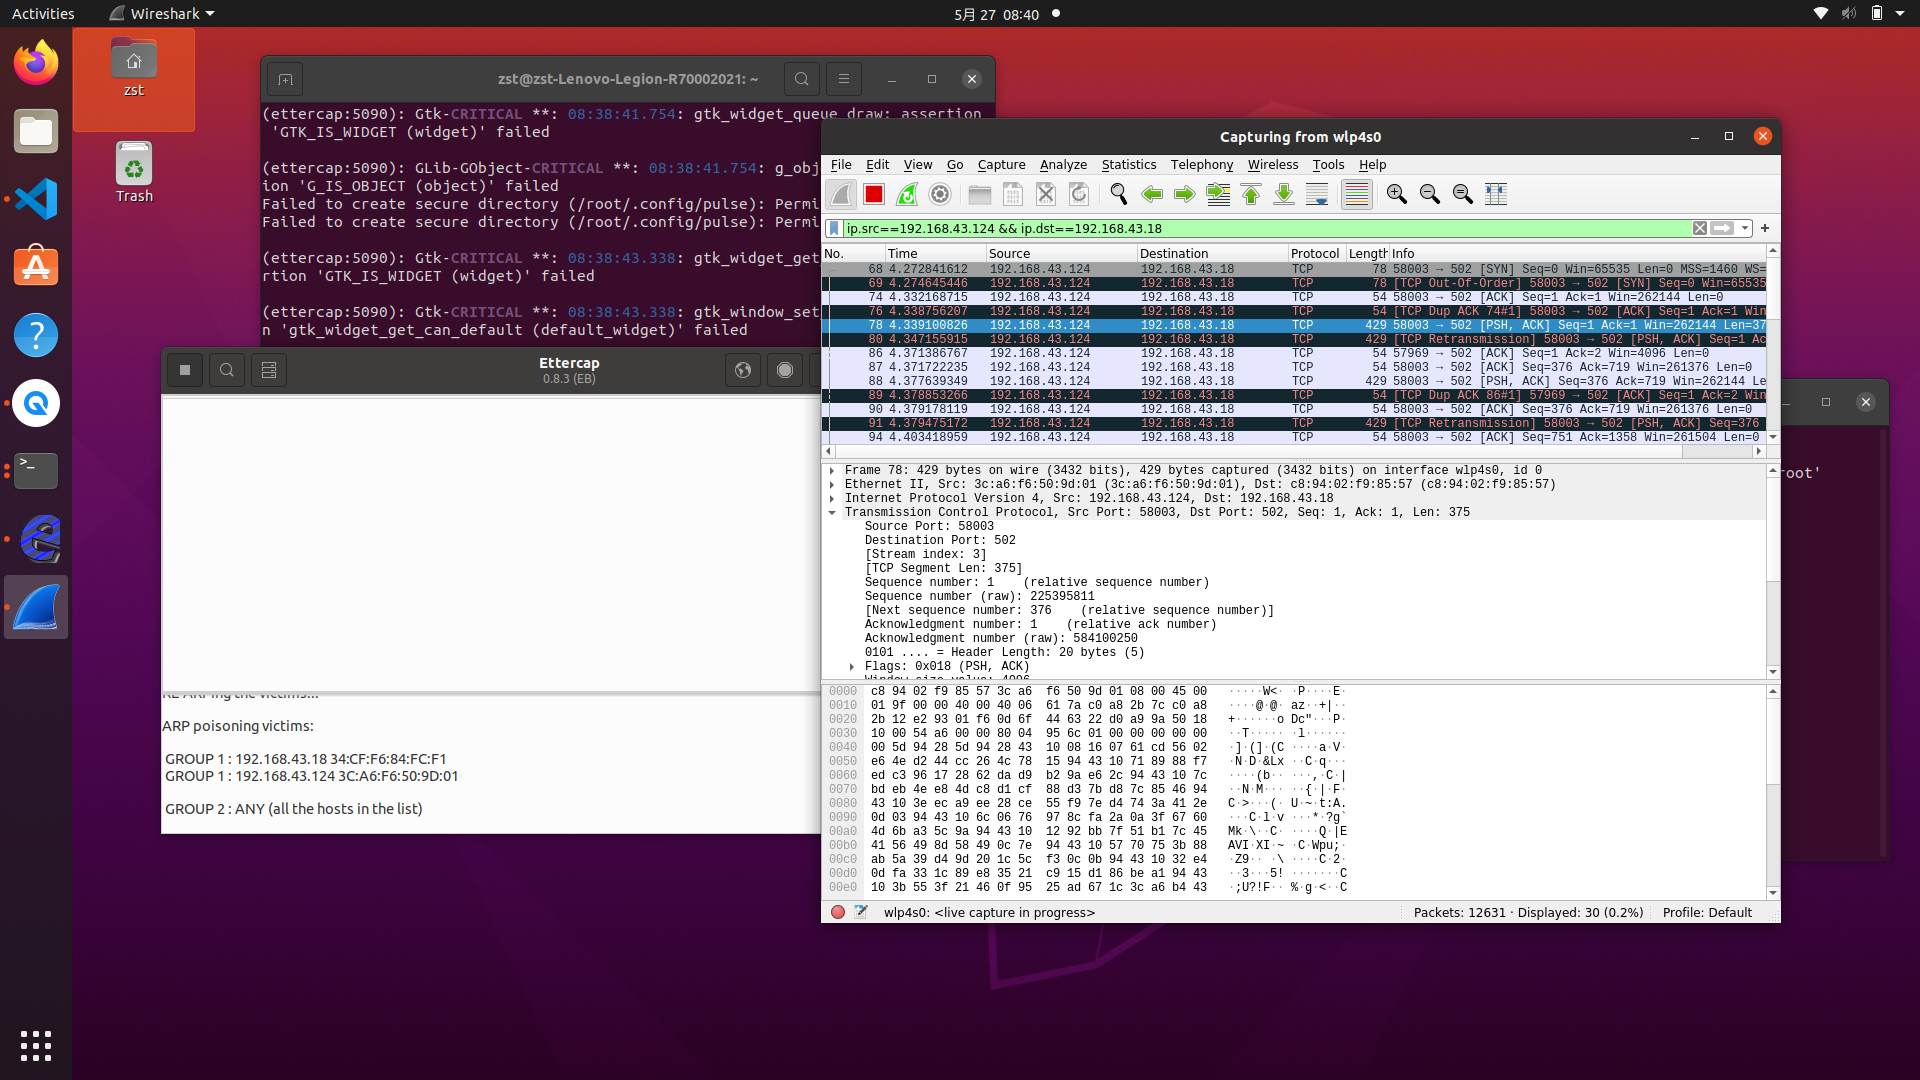 Activities
Wireshark
5月 27 08:40
zst
Trash
zst@zst-Lenovo-Legion-R70002021: ~
(ettercap:5090): Gtk-CRITICAL **: 08:38:41.754: gtk_widget_queue_draw: assertion
'GTK_IS_WIDGET (widget)' failed
(ettercap:5090): GLib-GObject-CRITICAL **: 08:38:41.754: g_obj
ion 'G_IS_OBJECT (object)' failed
Failed to create secure directory (/root/.config/pulse): Permi
Failed to create secure directory (/root/.config/pulse): Permi
(ettercap:5090): Gtk-CRITICAL **: 08:38:43.338: gtk_widget_get
rtion 'GTK_IS_WIDGET (widget)' failed
(ettercap:5090): Gtk-CRITICAL **: 08:38:43.338: gtk_window_set
n 'gtk_widget_get_can_default (default_widget)' failed
Ettercap
0.8.3 (EB)
RE-ARPing the victims...
ARP poisoning victims:
GROUP 1 : 192.168.43.18 34:CF:F6:84:FC:F1
GROUP 1 : 192.168.43.124 3C:A6:F6:50:9D:01
GROUP 2 : ANY (all the hosts in the list)
oot'
Capturing from wlp4s0
File Edit View Go Capture Analyze Statistics Telephony Wireless Tools Help
ip.src==192.168.43.124 && ip.dst==192.168.43.18
No. Time Source Destination Protocol Length Info
68 4.272841612 192.168.43.124 192.168.43.18 TCP 78 58003 → 502 [SYN] Seq=0 Win=65535 Len=0 MSS=1460 WS=
69 4.274645446 192.168.43.124 192.168.43.18 TCP 78 [TCP Out-Of-Order] 58003 → 502 [SYN] Seq=0 Win=65535
74 4.332168715 192.168.43.124 192.168.43.18 TCP 54 58003 → 502 [ACK] Seq=1 Ack=1 Win=262144 Len=0
76 4.338756207 192.168.43.124 192.168.43.18 TCP 54 [TCP Dup ACK 74#1] 58003 → 502 [ACK] Seq=1 Ack=1 Win
78 4.339100826 192.168.43.124 192.168.43.18 TCP 429 58003 → 502 [PSH, ACK] Seq=1 Ack=1 Win=262144 Len=37
80 4.347155915 192.168.43.124 192.168.43.18 TCP 429 [TCP Retransmission] 58003 → 502 [PSH, ACK] Seq=1 Ac
86 4.371386767 192.168.43.124 192.168.43.18 TCP 54 57969 → 502 [ACK] Seq=1 Ack=2 Win=4096 Len=0
87 4.371722235 192.168.43.124 192.168.43.18 TCP 54 58003 → 502 [ACK] Seq=376 Ack=719 Win=261376 Len=0
88 4.377639349 192.168.43.124 192.168.43.18 TCP 429 58003 → 502 [PSH, ACK] Seq=376 Ack=719 Win=262144 Le
89 4.378853266 192.168.43.124 192.168.43.18 TCP 54 [TCP Dup ACK 86#1] 57969 → 502 [ACK] Seq=1 Ack=2 Win
90 4.379178119 192.168.43.124 192.168.43.18 TCP 54 58003 → 502 [ACK] Seq=376 Ack=719 Win=261376 Len=0
91 4.379475172 192.168.43.124 192.168.43.18 TCP 429 [TCP Retransmission] 58003 → 502 [PSH, ACK] Seq=376
94 4.403418959 192.168.43.124 192.168.43.18 TCP 54 58003 → 502 [ACK] Seq=751 Ack=1358 Win=261504 Len=0
Frame 78: 429 bytes on wire (3432 bits), 429 bytes captured (3432 bits) on interface wlp4s0, id 0
Ethernet II, Src: 3c:a6:f6:50:9d:01 (3c:a6:f6:50:9d:01), Dst: c8:94:02:f9:85:57 (c8:94:02:f9:85:57)
Internet Protocol Version 4, Src: 192.168.43.124, Dst: 192.168.43.18
Transmission Control Protocol, Src Port: 58003, Dst Port: 502, Seq: 1, Ack: 1, Len: 375
Source Port: 58003
Destination Port: 502
[Stream index: 3]
[TCP Segment Len: 375]
Sequence number: 1 (relative sequence number)
Sequence number (raw): 225395811
[Next sequence number: 376 (relative sequence number)]
Acknowledgment number: 1 (relative ack number)
Acknowledgment number (raw): 584100250
0101 .... = Header Length: 20 bytes (5)
Flags: 0x018 (PSH, ACK)
Window size value: 4096
0000 c8 94 02 f9 85 57 3c a6 f6 50 9d 01 08 00 45 00 ·····W<· ·P····E·
0010 01 9f 00 00 40 00 40 06 61 7a c0 a8 2b 7c c0 a8 ····@·@· az··+|··
0020 2b 12 e2 93 01 f6 0d 6f 44 63 22 d0 a9 9a 50 18 +······o Dc"···P·
0030 10 00 54 a6 00 00 80 04 95 6c 01 00 00 00 00 00 ··T····· ·l······
0040 00 5d 94 28 5d 94 28 43 10 08 16 07 61 cd 56 02 ·]·(]·(C ····a·V·
0050 e6 4e d2 44 cc 26 4c 78 15 94 43 10 71 89 88 f7 ·N·D·&Lx ··C·q···
0060 ed c3 96 17 28 62 da d9 b2 9a e6 2c 94 43 10 7c ····(b·· ···,·C·|
0070 bd eb 4e e8 4d c8 d1 cf 88 d3 7b d8 7c 85 46 94 ··N·M··· ··{·|·F·
0080 43 10 3e ec a9 ee 28 ce 55 f9 7e d4 74 3a 41 2e C·>···(· U·~·t:A.
0090 0d 03 94 43 10 6c 06 76 97 8c fa 2a 0a 3f 67 60 ···C·l·v ···*·?g`
00a0 4d 6b a3 5c 9a 94 43 10 12 92 bb 7f 51 b1 7c 45 Mk·\··C· ····Q·|E
00b0 41 56 49 8d 58 49 0c 7e 94 43 10 57 70 75 3b 88 AVI·XI·~ ·C·Wpu;·
00c0 ab 5a 39 d4 9d 20 1c 5c f3 0c 0b 94 43 10 32 e4 ·Z9·· ·\ ····C·2·
00d0 0d fa 33 1c 89 e8 35 21 c9 15 d1 86 be a1 94 43 ··3···5! ·······C
00e0 10 3b 55 3f 21 46 0f 95 25 ad 67 1c 3c a6 b4 43 ·;U?!F·· %·g·<··C
wlp4s0: <live capture in progress>
Packets: 12631 · Displayed: 30 (0.2%)
Profile: Default